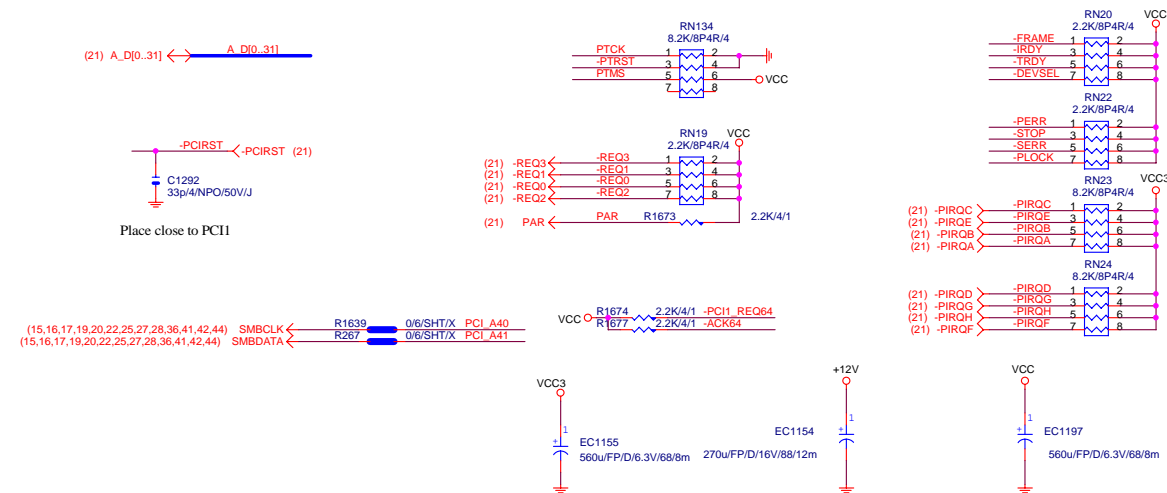 (21) A_D[0..31]
A_D[0..31]
-PCIRST
-PCIRST (21)
C1292
33p/4/NPO/50V/J
Place close to PCI1
(15,16,17,19,20,22,25,27,28,36,41,42,44) SMBCLK
R1639
0/6/SHT/X
PCI_A40
(15,16,17,19,20,22,25,27,28,36,41,42,44) SMBDATA
R267
0/6/SHT/X
PCI_A41
RN134
8.2K/8P4R/4
PTCK 1 2
-PTRST 3 4
PTMS 5 6 VCC
7 8
RN19 VCC
2.2K/8P4R/4
(21) -REQ3 -REQ3 1 2
(21) -REQ1 -REQ1 3 4
(21) -REQ0 -REQ0 5 6
(21) -REQ2 -REQ2 7 8
(21) PAR PAR R1673 2.2K/4/1
VCC R1674 2.2K/4/1 -PCI1_REQ64
R1677 2.2K/4/1 -ACK64
RN20 VCC
2.2K/8P4R/4
-FRAME 1 2
-IRDY 3 4
-TRDY 5 6
-DEVSEL 7 8
RN22
2.2K/8P4R/4
-PERR 1 2
-STOP 3 4
-SERR 5 6
-PLOCK 7 8
RN23 VCC3
8.2K/8P4R/4
(21) -PIRQC -PIRQC 1 2
(21) -PIRQE -PIRQE 3 4
(21) -PIRQB -PIRQB 5 6
(21) -PIRQA -PIRQA 7 8
RN24
8.2K/8P4R/4
(21) -PIRQD -PIRQD 1 2
(21) -PIRQG -PIRQG 3 4
(21) -PIRQH -PIRQH 5 6
(21) -PIRQF -PIRQF 7 8
VCC3
1
+
EC1155
560u/FP/D/6.3V/68/8m
+12V
1
+
EC1154
270u/FP/D/16V/88/12m
VCC
1
+
EC1197
560u/FP/D/6.3V/68/8m